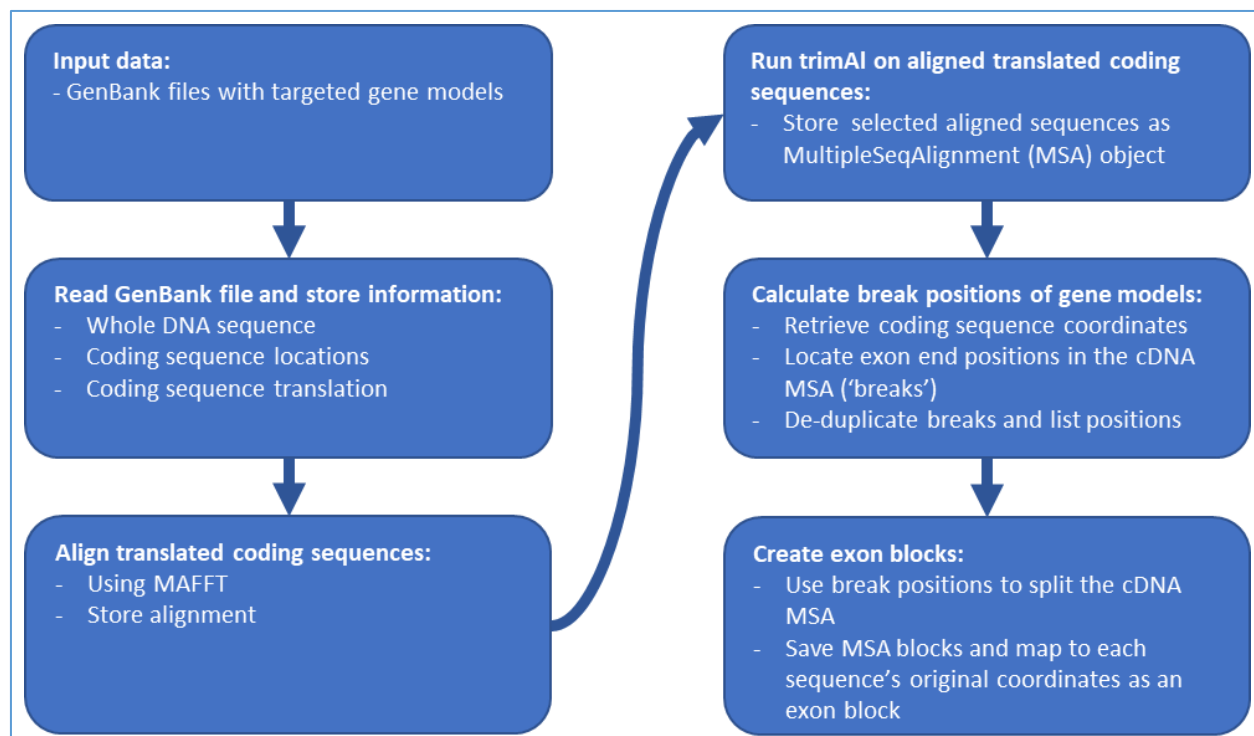 Input data:
- GenBank files with targeted gene models
Read GenBank file and store information:
- Whole DNA sequence
- Coding sequence locations
- Coding sequence translation
Align translated coding sequences:
- Using MAFFT
- Store alignment
Run trimAl on aligned translated coding
sequences:
- Store selected aligned sequences as
MultipleSeqAlignment (MSA) object
Calculate break positions of gene models:
- Retrieve coding sequence coordinates
- Locate exon end positions in the cDNA
MSA (‘breaks’)
- De-duplicate breaks and list positions
Create exon blocks:
- Use break positions to split the cDNA
MSA
- Save MSA blocks and map to each
sequence’s original coordinates as an
exon block